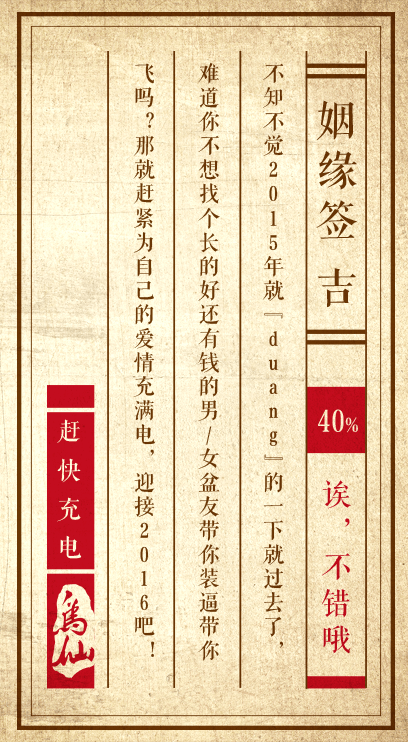 姻缘签 吉
40%
诶，不错哦
不知不觉2015年就『duang』的一下就过去了，
难道你不想找个长的好还有钱的男/女盆友带你装逼带你
飞吗？那就赶紧为自己的爱情充满电，迎接2016吧！
赶快充电